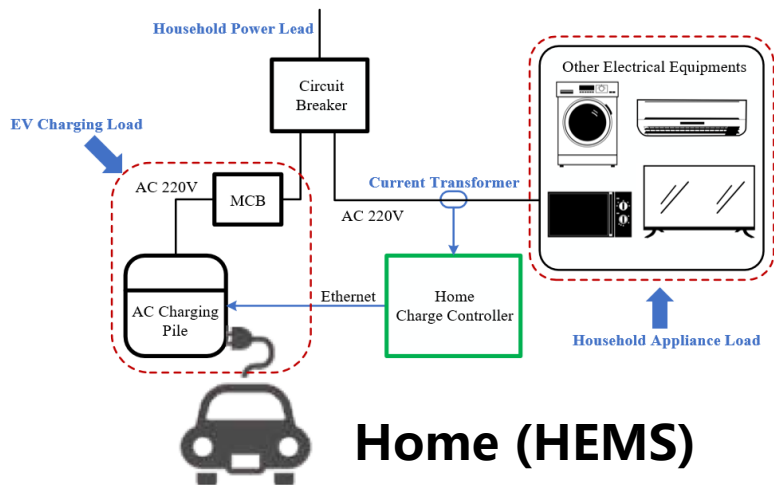 Household Power Lead
Circuit
Breaker
Other Electrical Equipments
EV Charging Load
AC 220V
MCB
Current Transformer
AC 220V
Ethernet
Home
Charge Controller
AC Charging
Pile
Household Appliance Load
Home (HEMS)